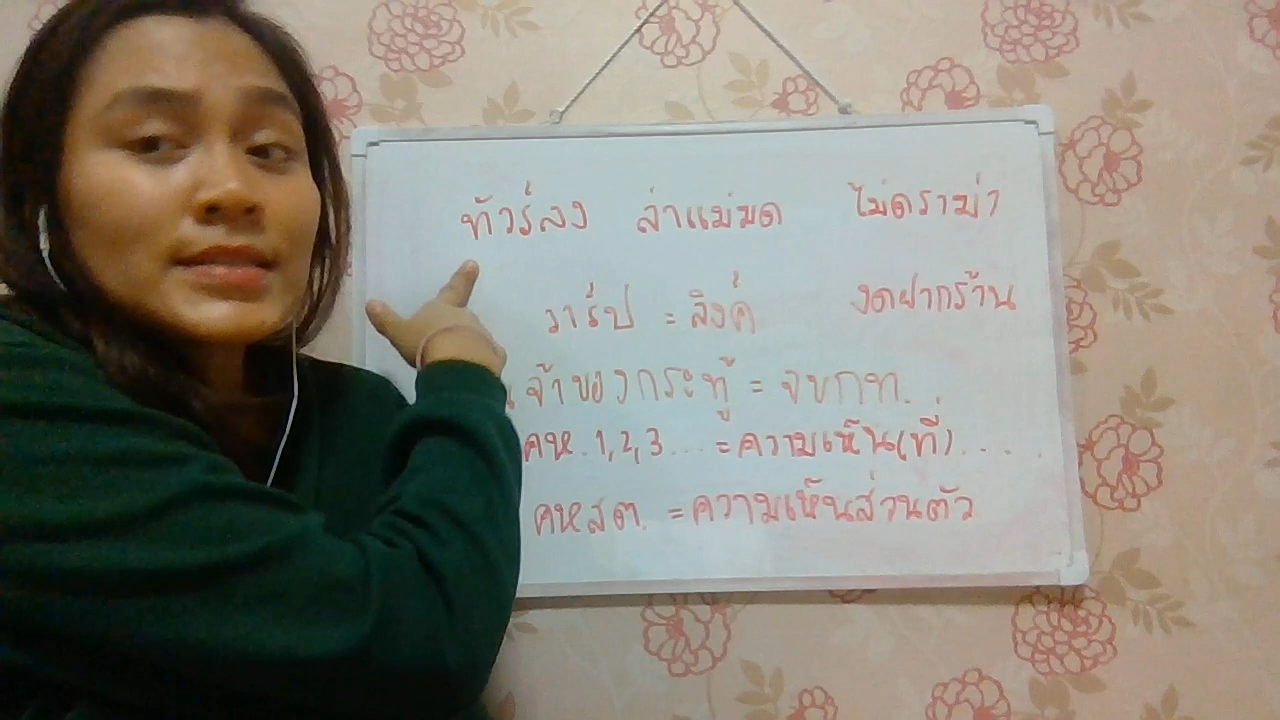 ทัวร์ลง ล่าแม่มด ไม่ดราม่า
วาร์ป = ลิงค์ งดฝากร้าน
เจ้าของกระทู้ = จขกท.
คห. 1,2,3... = ความเห็น(ที่).....
คหสต. = ความเห็นส่วนตัว